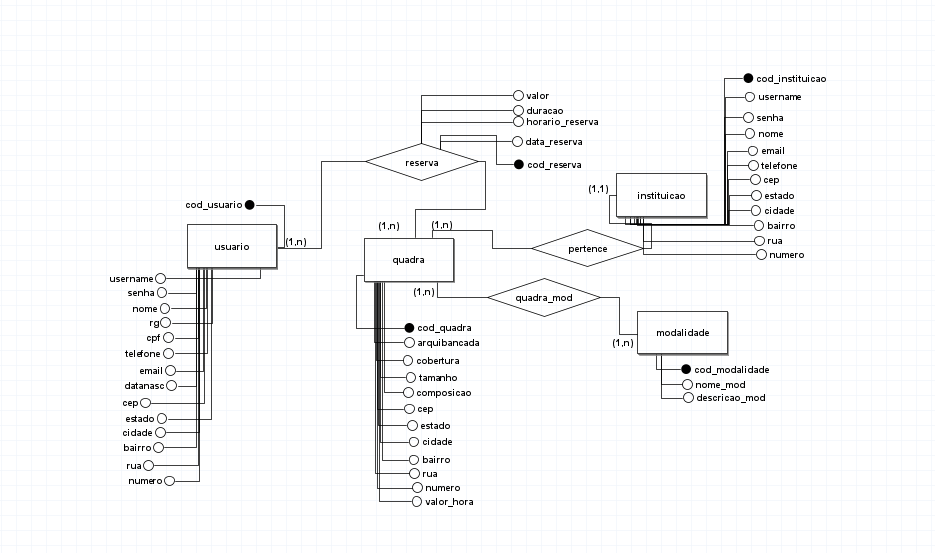 valor
duracao
horario_reserva
data_reserva
cod_reserva
reserva
cod_instituicao
username
senha
nome
email
telefone
cep
estado
cidade
bairro
rua
numero
(1,1)
instituicao
cod_usuario
usuario
(1,n)
(1,n)
(1,n)
quadra
pertence
(1,n)
quadra_mod
modalidade
(1,n)
cod_modalidade
nome_mod
descricao_mod
username
senha
nome
rg
cpf
telefone
email
datanasc
cep
estado
cidade
bairro
rua
numero
cod_quadra
arquibancada
cobertura
tamanho
composicao
cep
estado
cidade
bairro
rua
numero
valor_hora